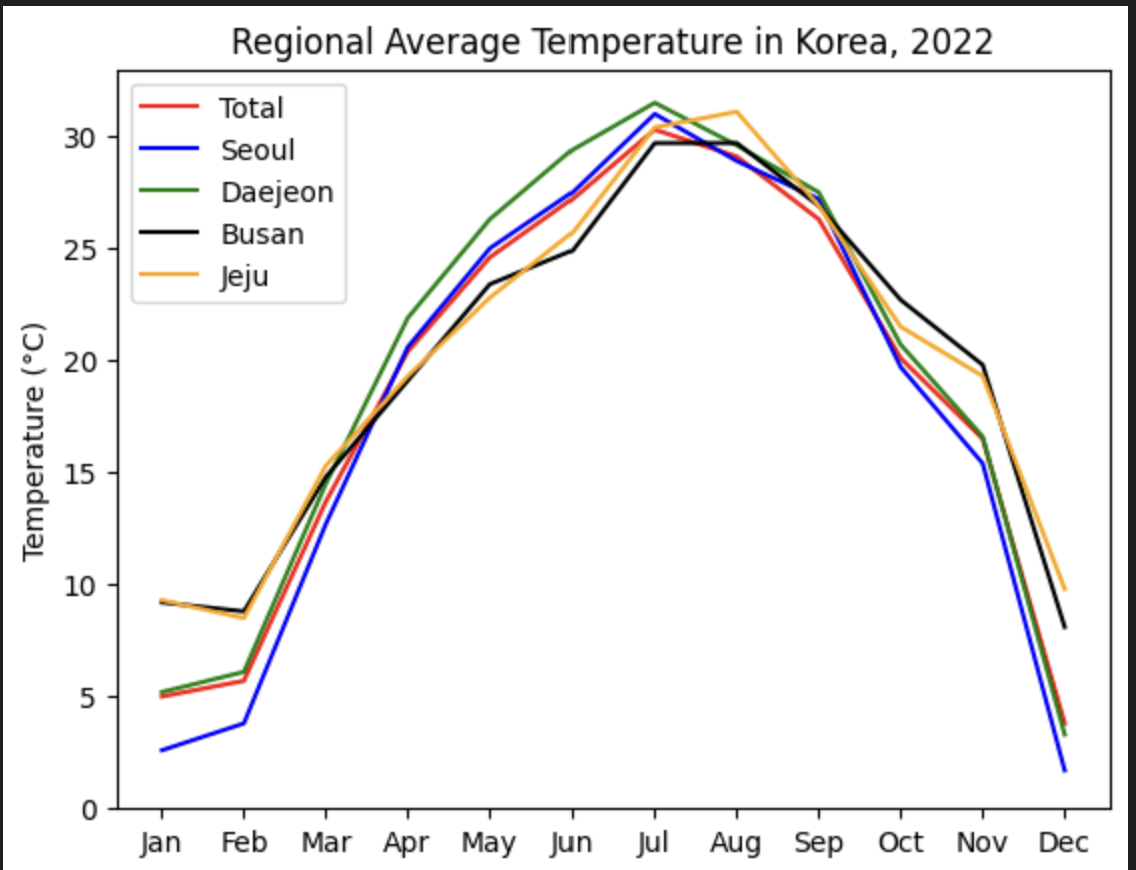 Regional Average Temperature in Korea, 2022
Total
Seoul
Daejeon
Busan
Jeju
Temperature (°C)
30
25
20
15
10
5
0
Jan Feb Mar Apr May Jun Jul Aug Sep Oct Nov Dec